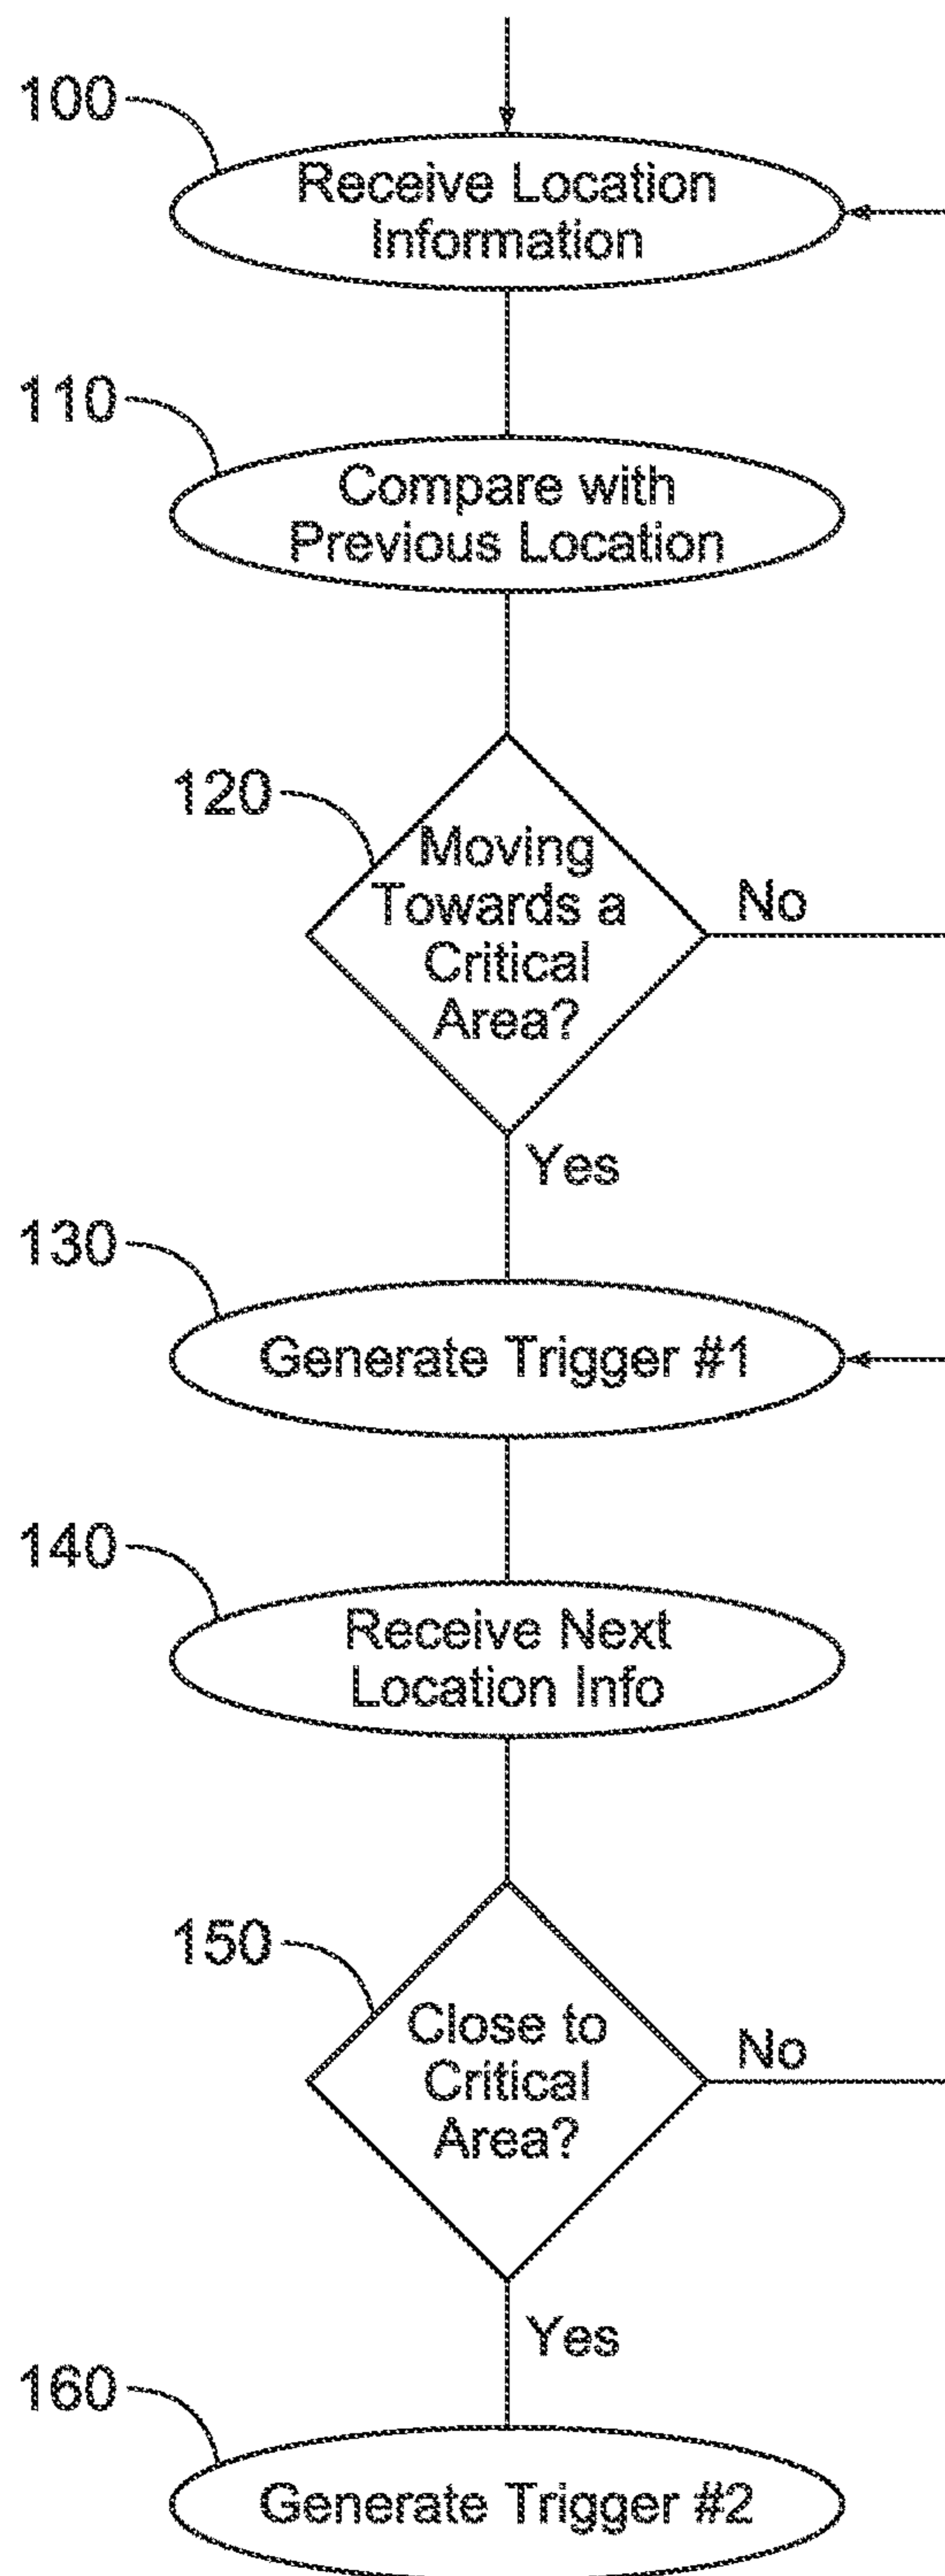 100
Receive Location
Information
110
Compare with
Previous Location
120
Moving
Towards a
Critical
Area?
No
Yes
130
Generate Trigger #1
140
Receive Next
Location Info
150
Close to
Critical
Area?
No
Yes
160
Generate Trigger #2